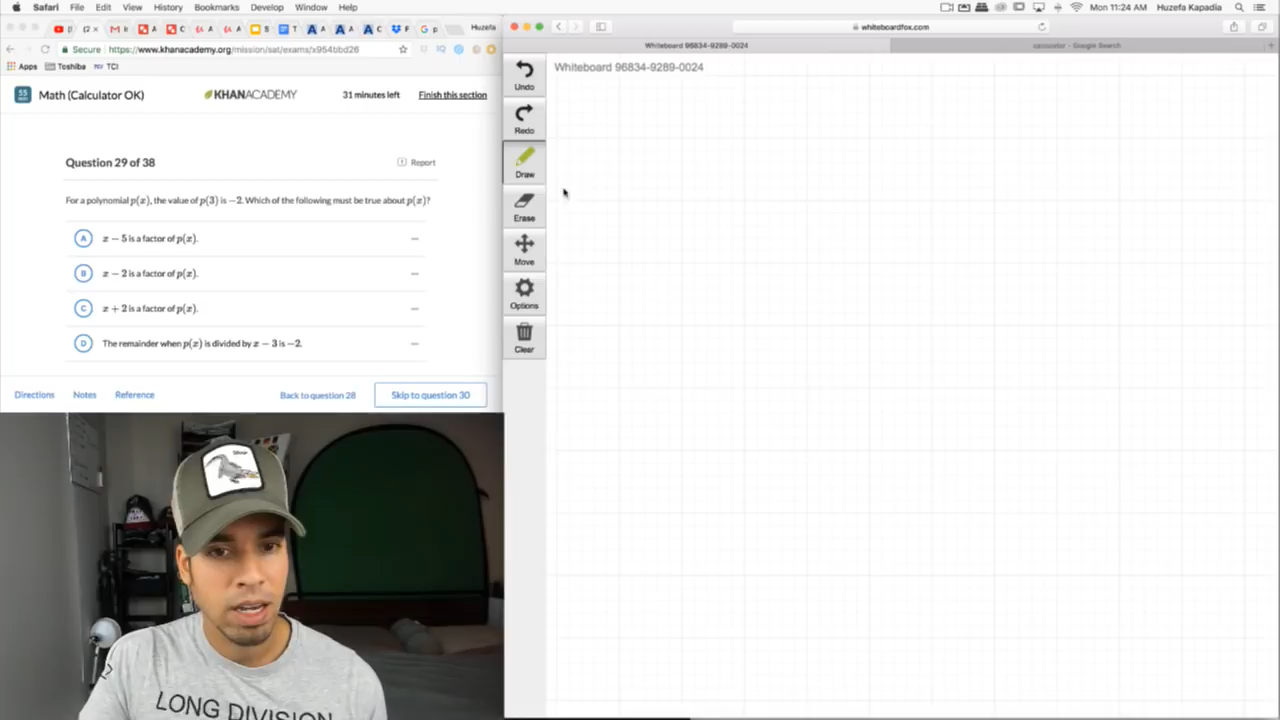 Safari File Edit View History Bookmarks Develop Window Help
Mon 11:24 AM Huzefa Kapadia
Huzefa
Secure https://www.khanacademy.org/mission/sat/exams/x954bbd26
Apps Toshiba TCI
55
Math (Calculator OK)
KHANACADEMY
31 minutes left
Finish this section
Question 29 of 38
Report
For a polynomial p(x), the value of p(3) is −2. Which of the following must be true about p(x)?
A x − 5 is a factor of p(x).
B x − 2 is a factor of p(x).
C x + 2 is a factor of p(x).
D The remainder when p(x) is divided by x − 3 is −2.
Directions Notes Reference
Back to question 28
Skip to question 30
whiteboardfox.com
Whiteboard 96834-9289-0024
calculator - Google Search
Whiteboard 96834-9289-0024
Undo
Redo
Draw
Erase
Move
Options
Clear
LONG DIVISION